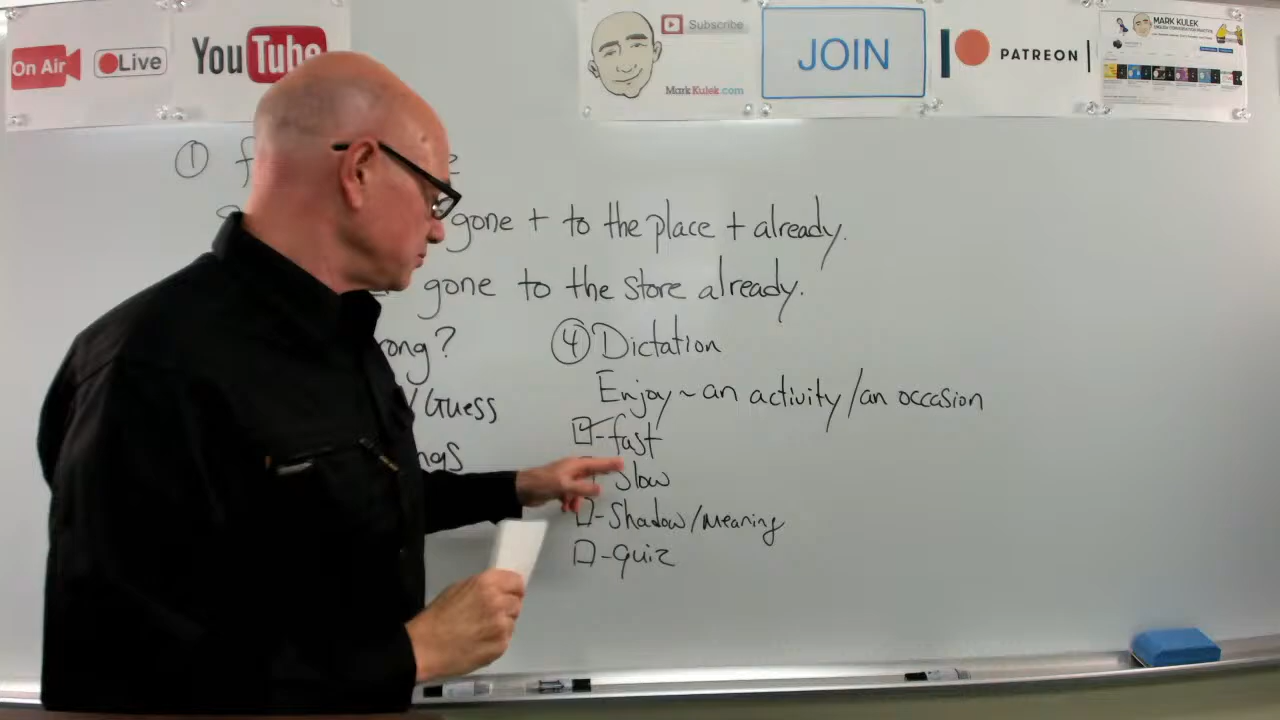 On Air
Live
YouTube
Subscribe
MarkKulek.com
JOIN
PATREON
MARK KULEK
①
gone + to the place + already.
gone to the store already.
rong?
④ Dictation
Enjoy ~ an activity / an occasion
/ Guess
- fast
ngs
- Slow
- Shadow / Meaning
- quiz